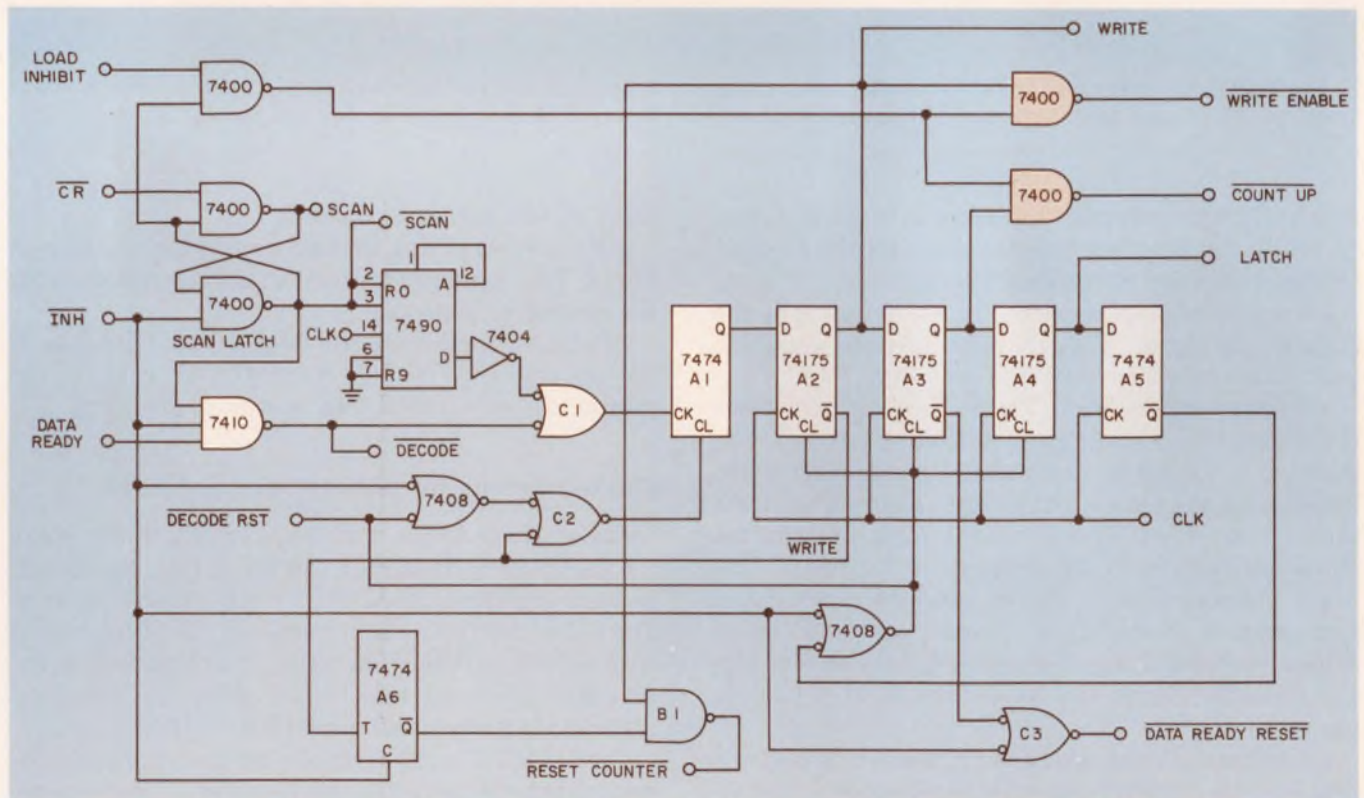 WRITE
LOAD
INHIBIT
7400
7400
WRITE ENABLE
CR
7400
SCAN
SCAN
7400
COUNT UP
LATCH
INH
7400
SCAN LATCH
1
2
3
R0
A
12
CLK
14
7490
6
7
R9
D
7404
7410
DATA
READY
DECODE
C1
Q
7474
A1
CK
CL
D Q
74175
A2
CK Q
CL
D Q
74175
A3
CK Q
CL
D Q
74175
A4
CK
CL
D
7474
A5
CK Q
DECODE RST
7408
C2
WRITE
CLK
7408
7474
A6
T Q
C
B1
RESET COUNTER
C3
DATA READY RESET